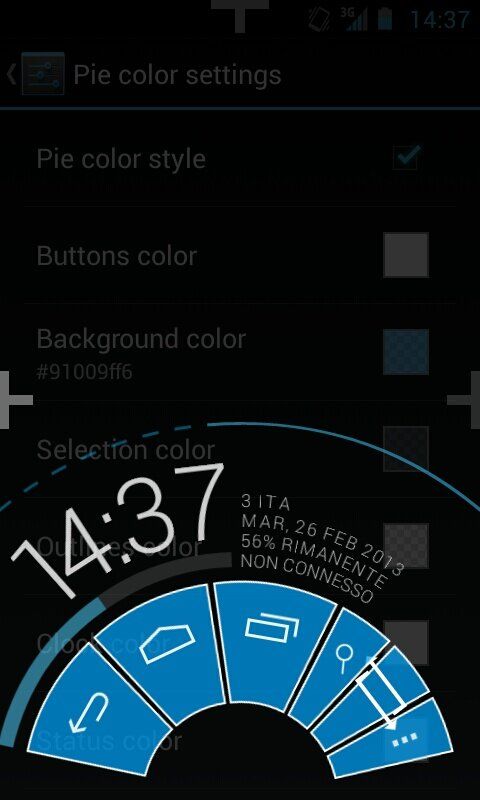 3G 14:37
Pie color settings
Pie color style
Buttons color
Background color
#91009ff6
Selection color
14:37
3 ITA
MAR, 26 FEB 2013
56% RIMANENTE
NON CONNESSO
Outlines color
Clock color
Status color